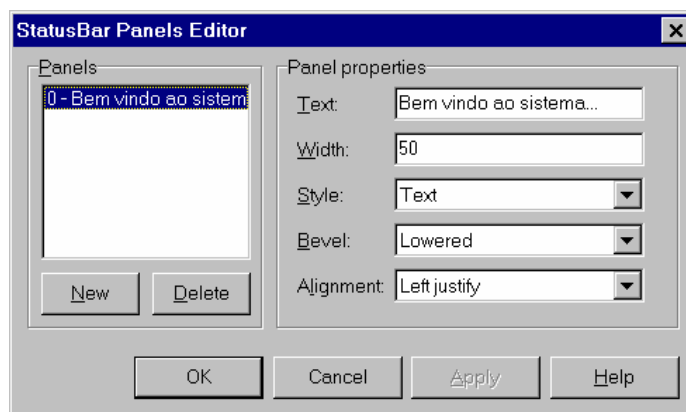 StatusBar Panels Editor
Panels
0 - Bem vindo ao sistem
New
Delete
Panel properties
Text: Bem vindo ao sistema...
Width: 50
Style: Text
Bevel: Lowered
Alignment: Left justify
OK
Cancel
Apply
Help